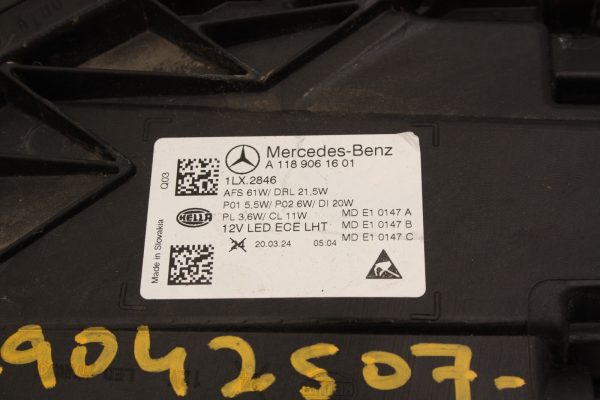 Mercedes-Benz
A 118 906 16 01
Q03
1LX.2846
AFS 61W/ DRL 21,5W
P01 5,5W/ P02 6W/ DI 20W
HELLA
PL 3,6W/ CL 11W MD E1 0147 A
12V LED ECE LHT MD E1 0147 B
24 20.03.24 05:04 MD E1 0147 C
Made in Slovakia
9042507-